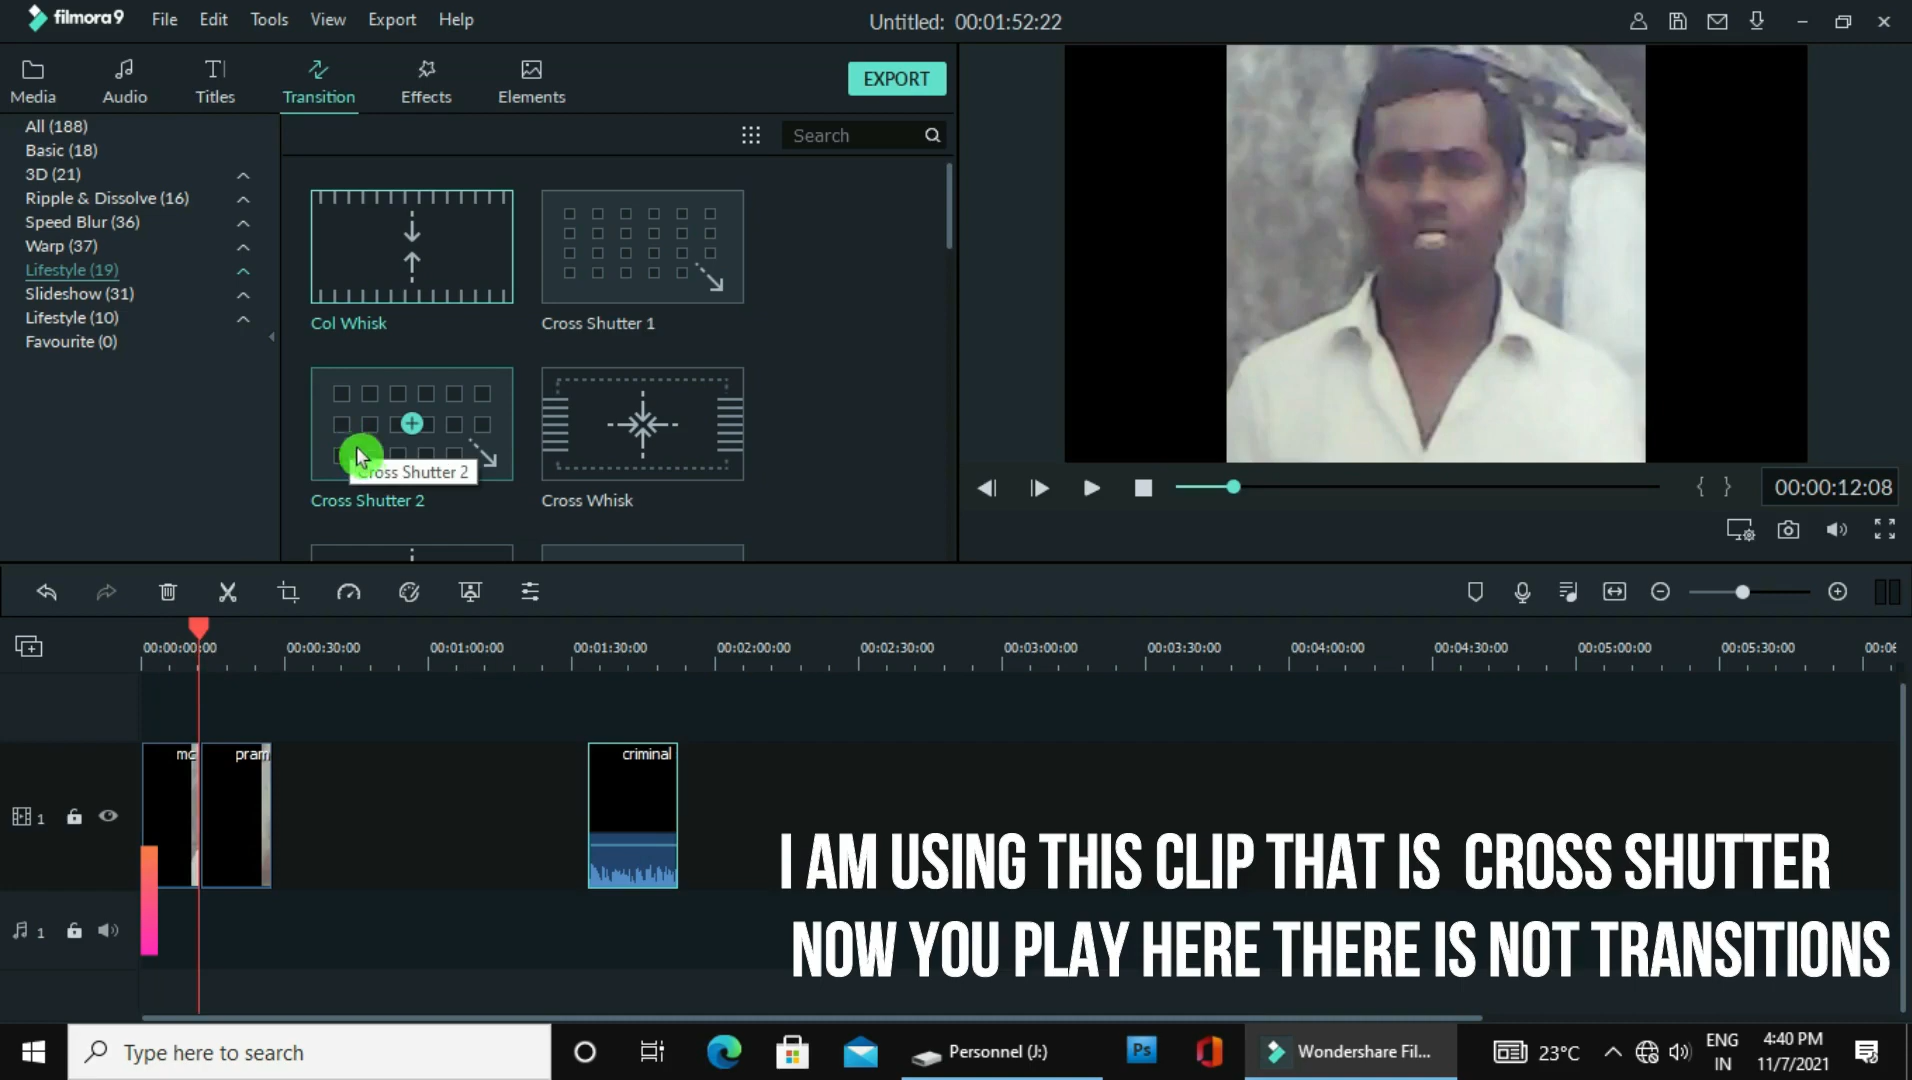 filmora9 File Edit Tools View Export Help Untitled: 00:01:52:22
Media Audio Titles Transition Effects Elements EXPORT
Search
All (188)
Basic (18)
3D (21)
Ripple & Dissolve (16)
Speed Blur (36)
Warp (37)
Lifestyle (19)
Slideshow (31)
Lifestyle (10)
Favourite (0)
Col Whisk Cross Shutter 1
Cross Shutter 2
Cross Shutter 2 Cross Whisk
00:00:12:08
00:00:00:00 00:00:30:00 00:01:00:00 00:01:30:00 00:02:00:00 00:02:30:00 00:03:00:00 00:03:30:00 00:04:00:00 00:04:30:00 00:05:00:00 00:05:30:00 00:06
mc pram criminal
1
1
I AM USING THIS CLIP THAT IS CROSS SHUTTER
NOW YOU PLAY HERE THERE IS NOT TRANSITIONS
Type here to search Personnel (J:) Ps Wondershare Fil... 23°C ENG IN 4:40 PM 11/7/2021